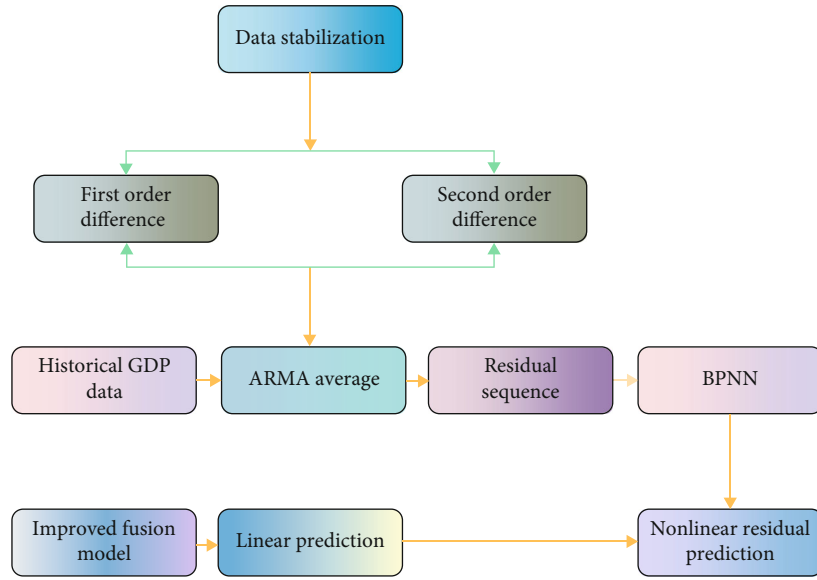 Data stabilization
First order
difference
Second order
difference
Historical GDP
data
ARMA average
Residual
sequence
BPNN
Improved fusion
model
Linear prediction
Nonlinear residual
prediction